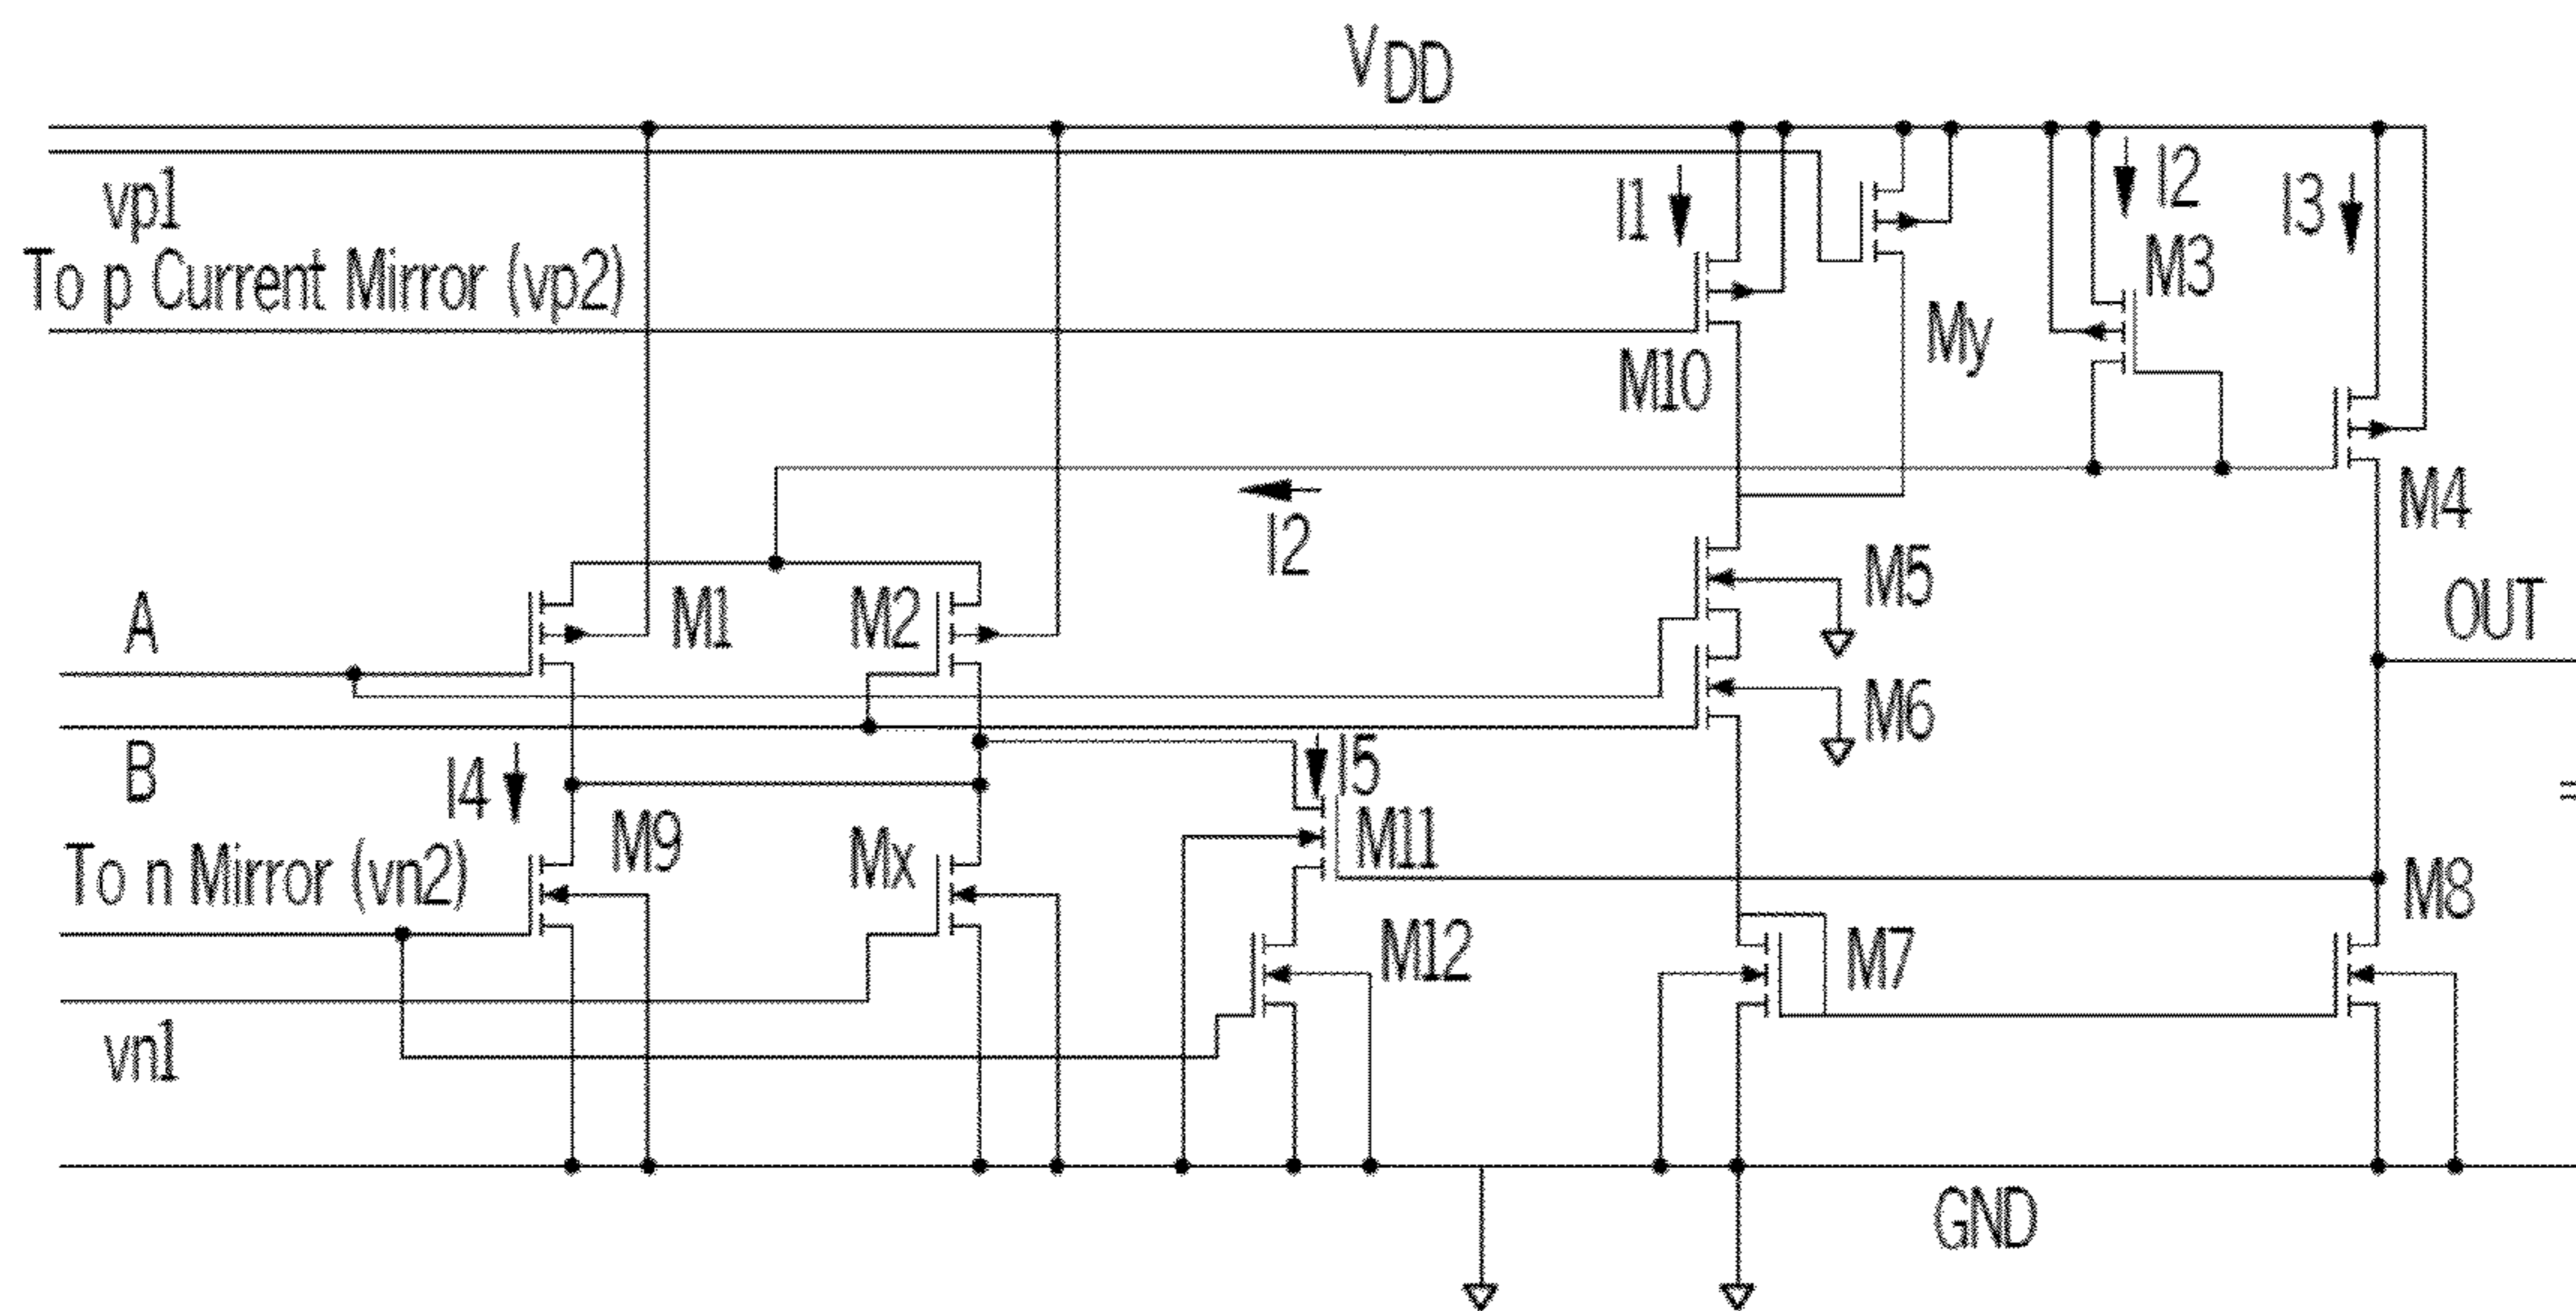 VDD
vp1
To p Current Mirror (vp2)
I1
I2
I3
M3
My
M10
M4
I2
A
M1
M2
M5
OUT
M6
B
I4
I5
M9
Mx
M11
To n Mirror (vn2)
M8
M12
M7
vn1
GND